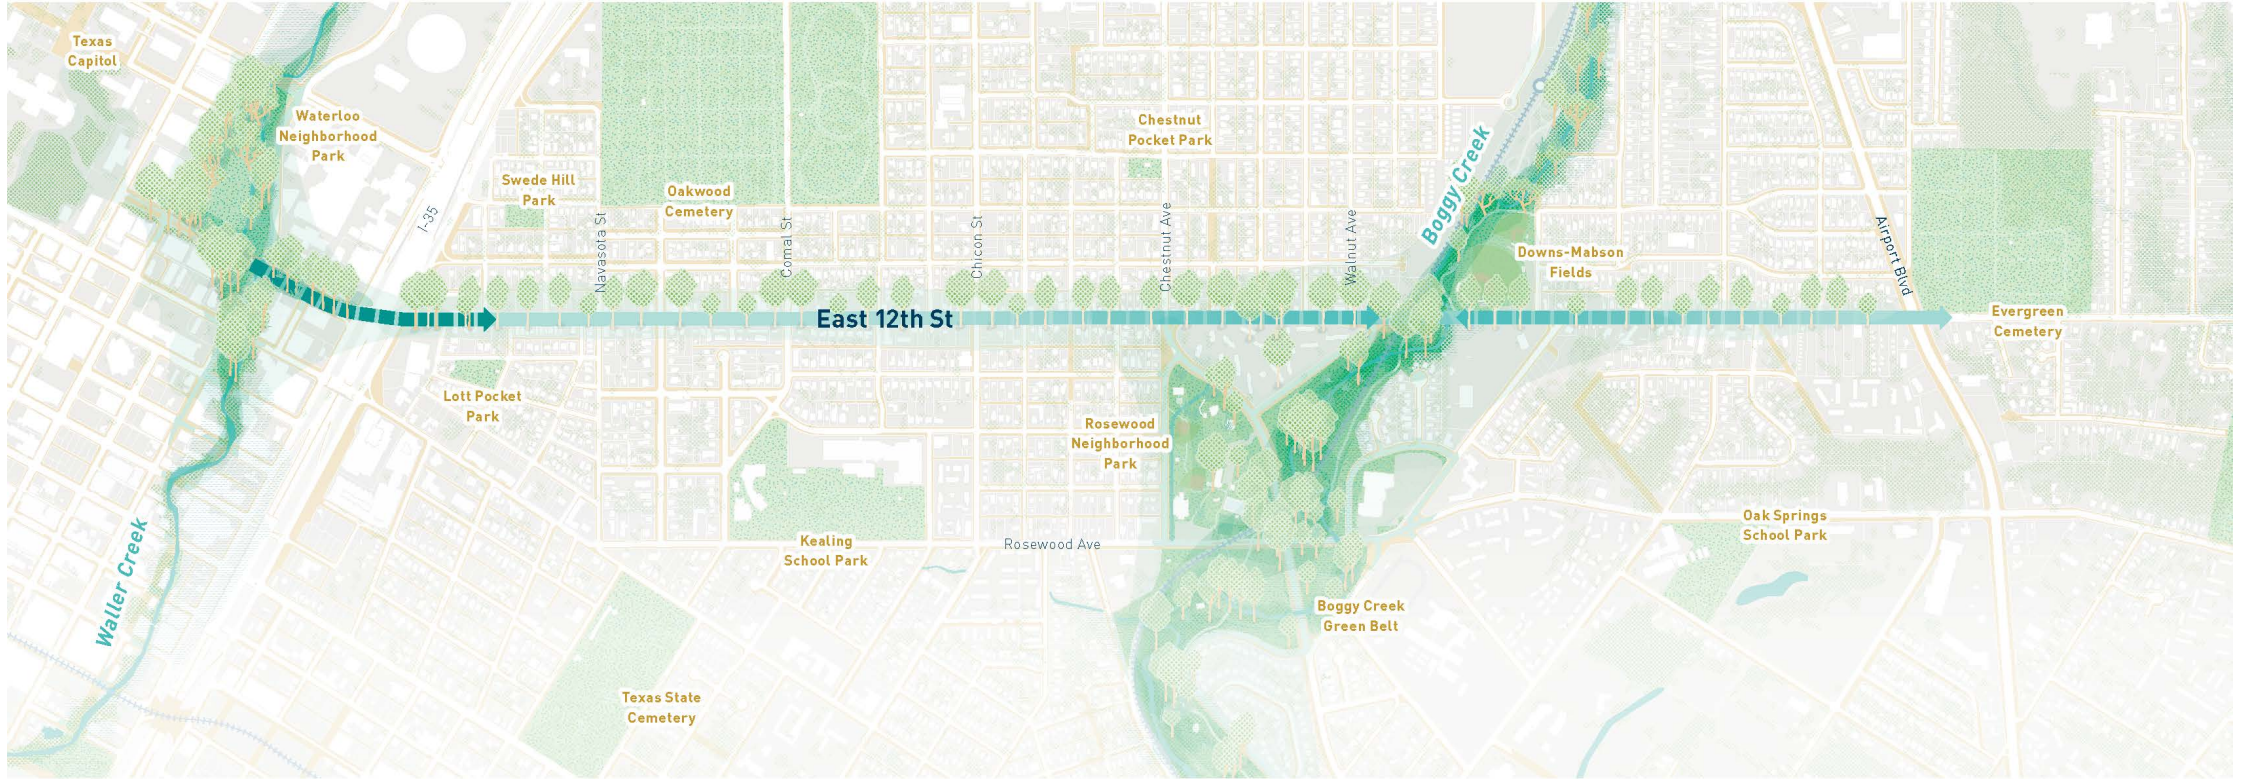 Texas
Capitol
Waterloo
Neighborhood
Park
I-35
Swede Hill
Park
Oakwood
Cemetery
Chestnut
Pocket Park
Boggy Creek
Navasota St
Comal St
Chicon St
Chestnut Ave
Walnut Ave
Downs-Mabson
Fields
Airport Blvd
East 12th St
Evergreen
Cemetery
Lott Pocket
Park
Rosewood
Neighborhood
Park
Waller Creek
Kealing
School Park
Rosewood Ave
Oak Springs
School Park
Boggy Creek
Green Belt
Texas State
Cemetery